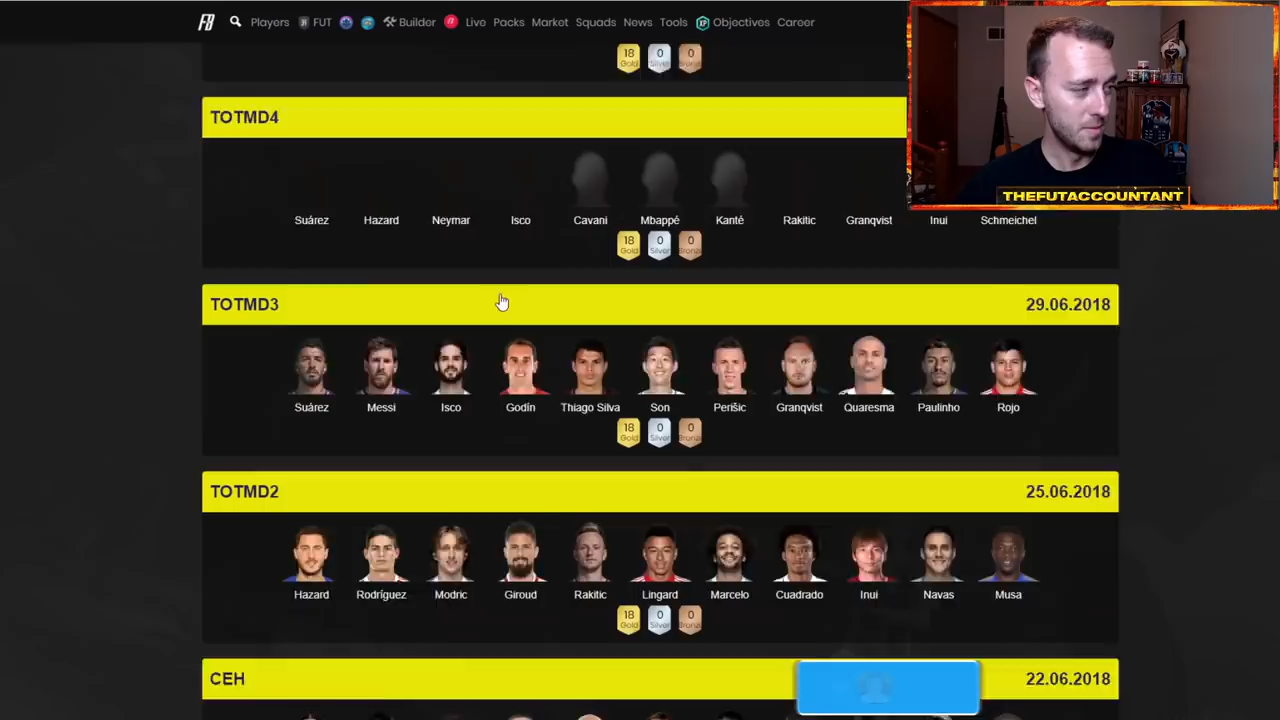 FB Players FUT Builder Live Packs Market Squads News Tools XP Objectives Career
18 0 0
Gold Silver Bronze
TOTMD4
THEFUTACCOUNTANT
Suárez Hazard Neymar Isco Cavani Mbappé Kanté Rakitic Granqvist Inui Schmeichel
18 0 0
Gold Silver Bronze
TOTMD3 29.06.2018
Suárez Messi Isco Godín Thiago Silva Son Perišic Granqvist Quaresma Paulinho Rojo
18 0 0
Gold Silver Bronze
TOTMD2 25.06.2018
Hazard Rodríguez Modric Giroud Rakitic Lingard Marcelo Cuadrado Inui Navas Musa
18 0 0
Gold Silver Bronze
CEH 22.06.2018